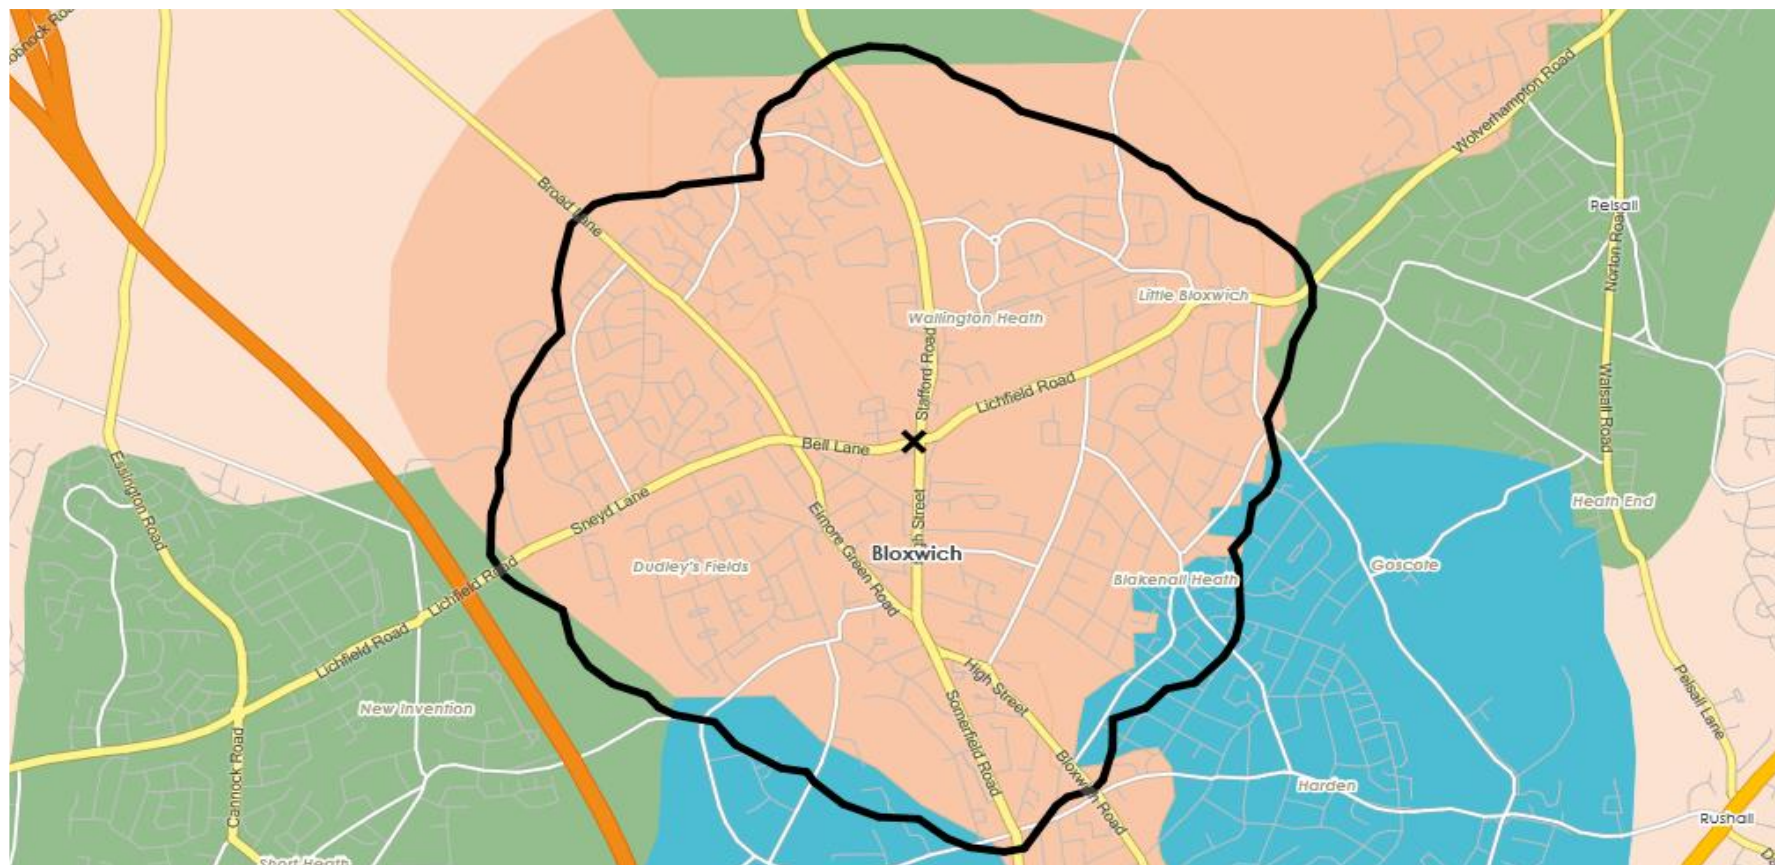 Wolverhampton Road
Broad Lane
Pelsall
Norton Road
Little Bloxwich
Wallington Heath
Stafford Road
Lichfield Road
Walsall Road
Bell Lane
Essington Road
Sneyd Lane
High Street
Heath End
Elmore Green Road
Bloxwich
Dudley's Fields
Goscote
Blakenall Heath
Lichfield Road
Lichfield Road
High Street
Pelsall Lane
New Invention
Somerfield Road
Cannock Road
Bloxwich Road
Harden
Rushall
Short Heath